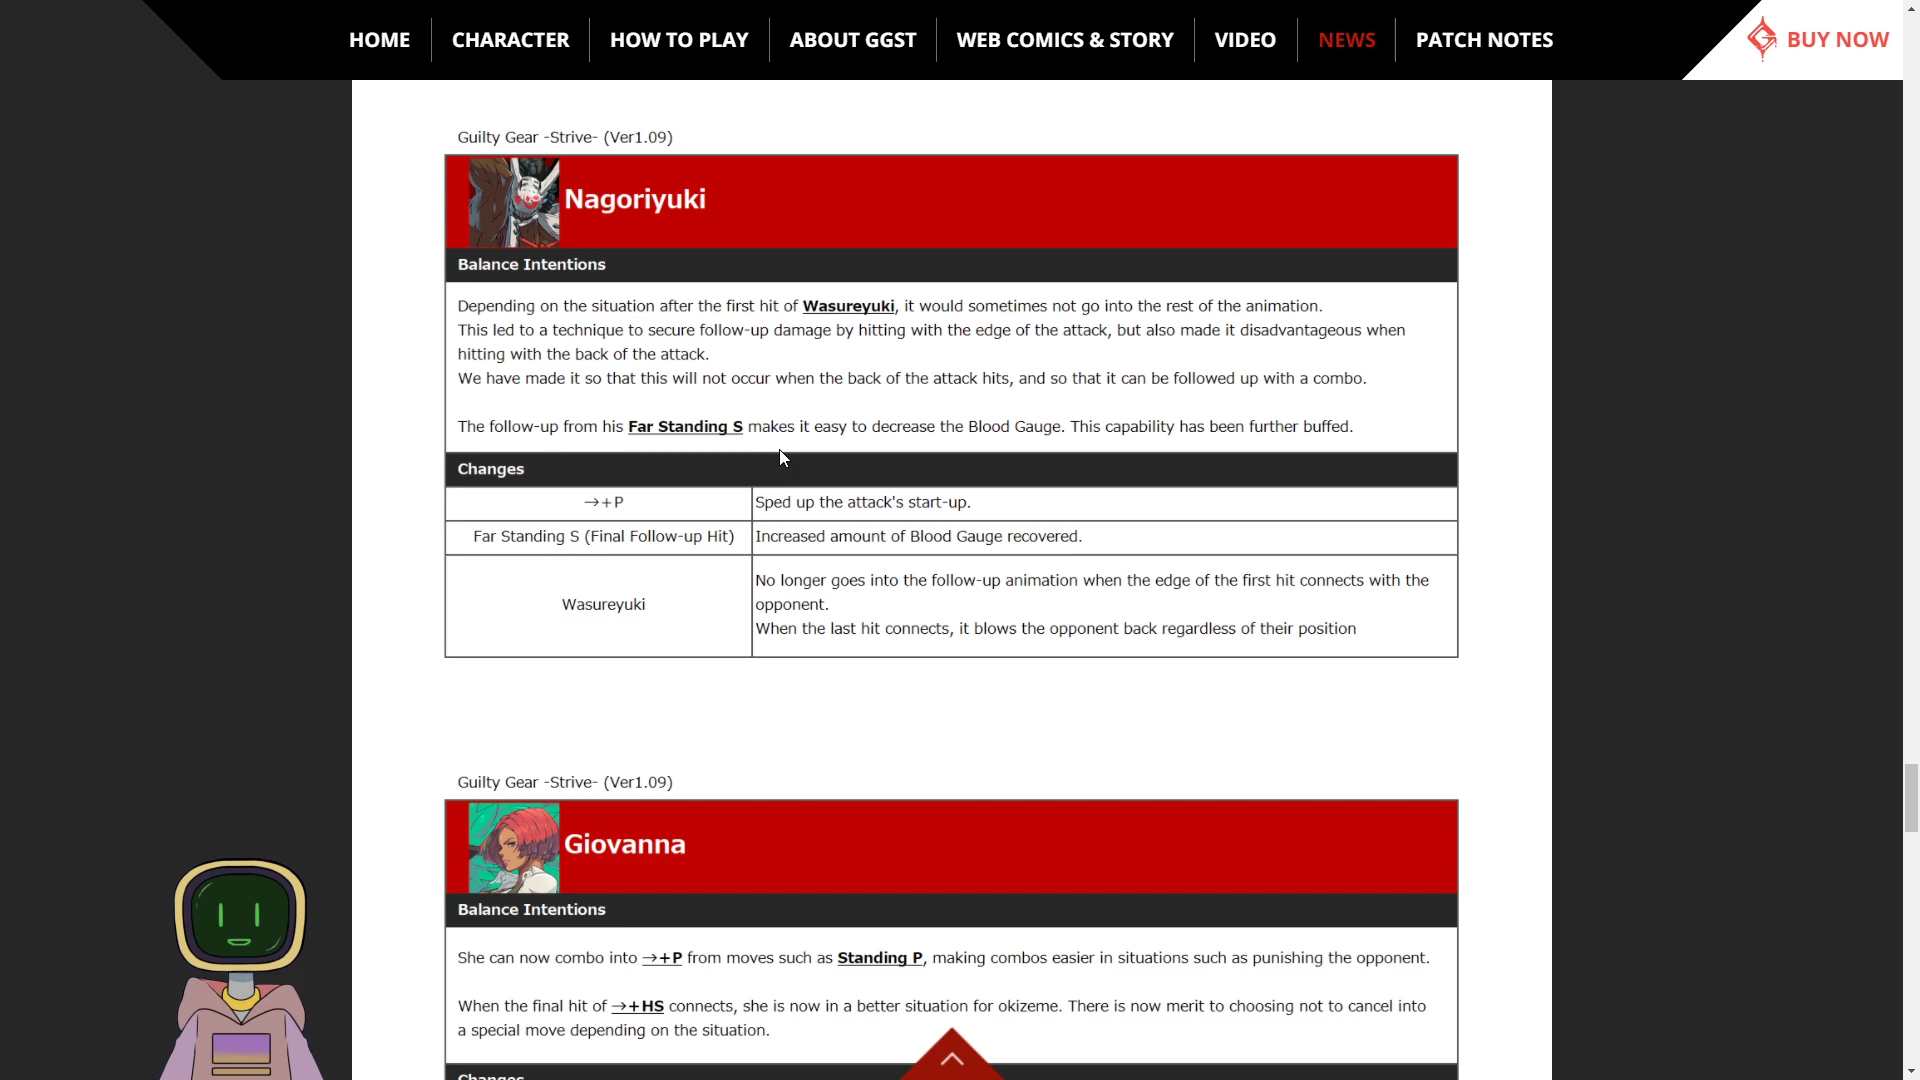 HOME CHARACTER HOW TO PLAY ABOUT GGST WEB COMICS & STORY VIDEO NEWS PATCH NOTES BUY NOW
Guilty Gear -Strive- (Ver1.09)
Nagoriyuki
Balance Intentions
Depending on the situation after the first hit of Wasureyuki, it would sometimes not go into the rest of the animation.
This led to a technique to secure follow-up damage by hitting with the edge of the attack, but also made it disadvantageous when
hitting with the back of the attack.
We have made it so that this will not occur when the back of the attack hits, and so that it can be followed up with a combo.
The follow-up from his Far Standing S makes it easy to decrease the Blood Gauge. This capability has been further buffed.
Changes
→+P Sped up the attack's start-up.
Far Standing S (Final Follow-up Hit) Increased amount of Blood Gauge recovered.
Wasureyuki
No longer goes into the follow-up animation when the edge of the first hit connects with the
opponent.
When the last hit connects, it blows the opponent back regardless of their position
Guilty Gear -Strive- (Ver1.09)
Giovanna
Balance Intentions
She can now combo into →+P from moves such as Standing P, making combos easier in situations such as punishing the opponent.
When the final hit of →+HS connects, she is now in a better situation for okizeme. There is now merit to choosing not to cancel into
a special move depending on the situation.
Changes